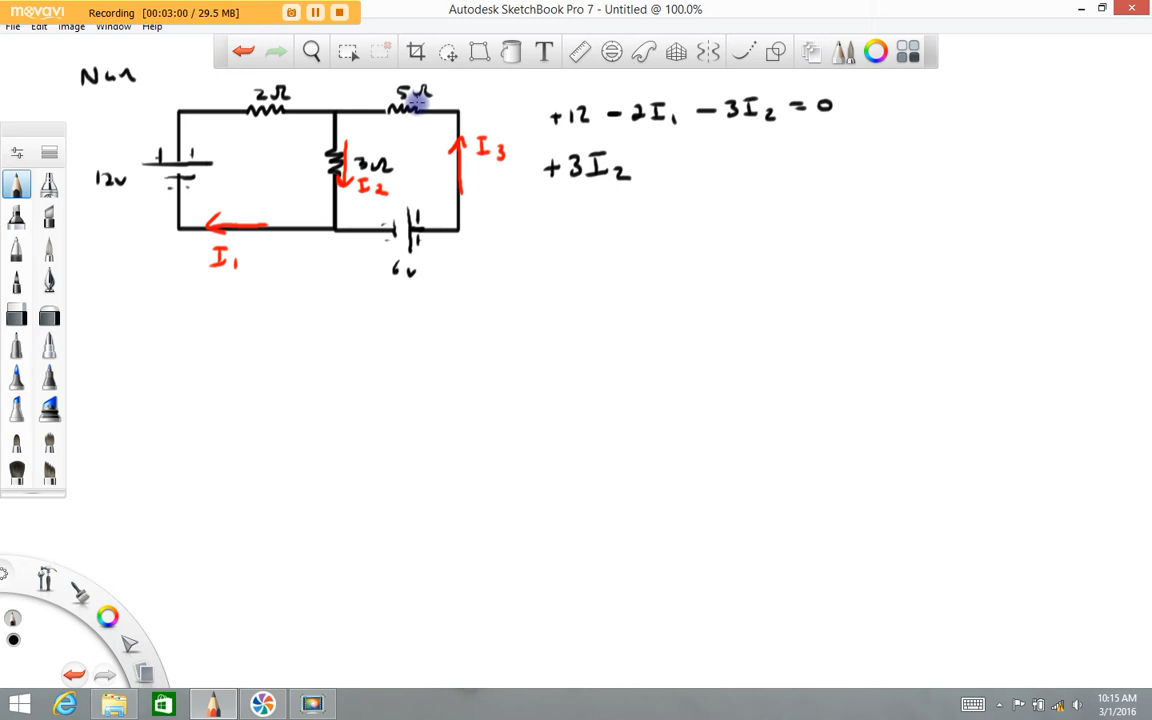 movavi Recording [00:03:00 / 29.5 MB]
Autodesk SketchBook Pro 7 - Untitled @ 100.0%
File Edit Image Window Help
2Ω 5Ω
+12 - 2I₁ - 3I₂ = 0
I₃
3Ω
+3I₂
12v
I₂
I₁
6v
10:15 AM
3/1/2016